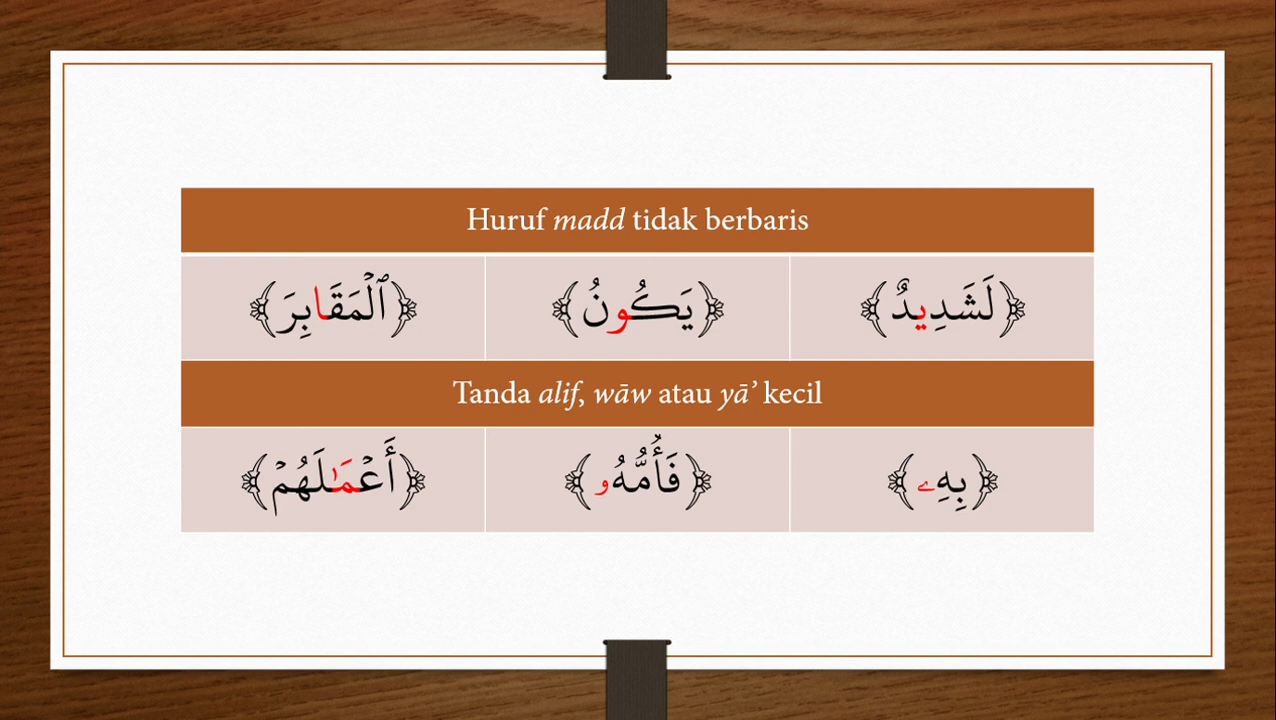 Huruf madd tidak berbaris
﴿لَشَدِيدٌ﴾ ﴿يَكُونُ﴾ ﴿ٱلۡمَقَابِرَ﴾
Tanda alif, wāw atau yā’ kecil
﴿بِهِۦ﴾ ﴿فَأُمُّهُۥ﴾ ﴿أَعۡمَٰلَهُمۡ﴾